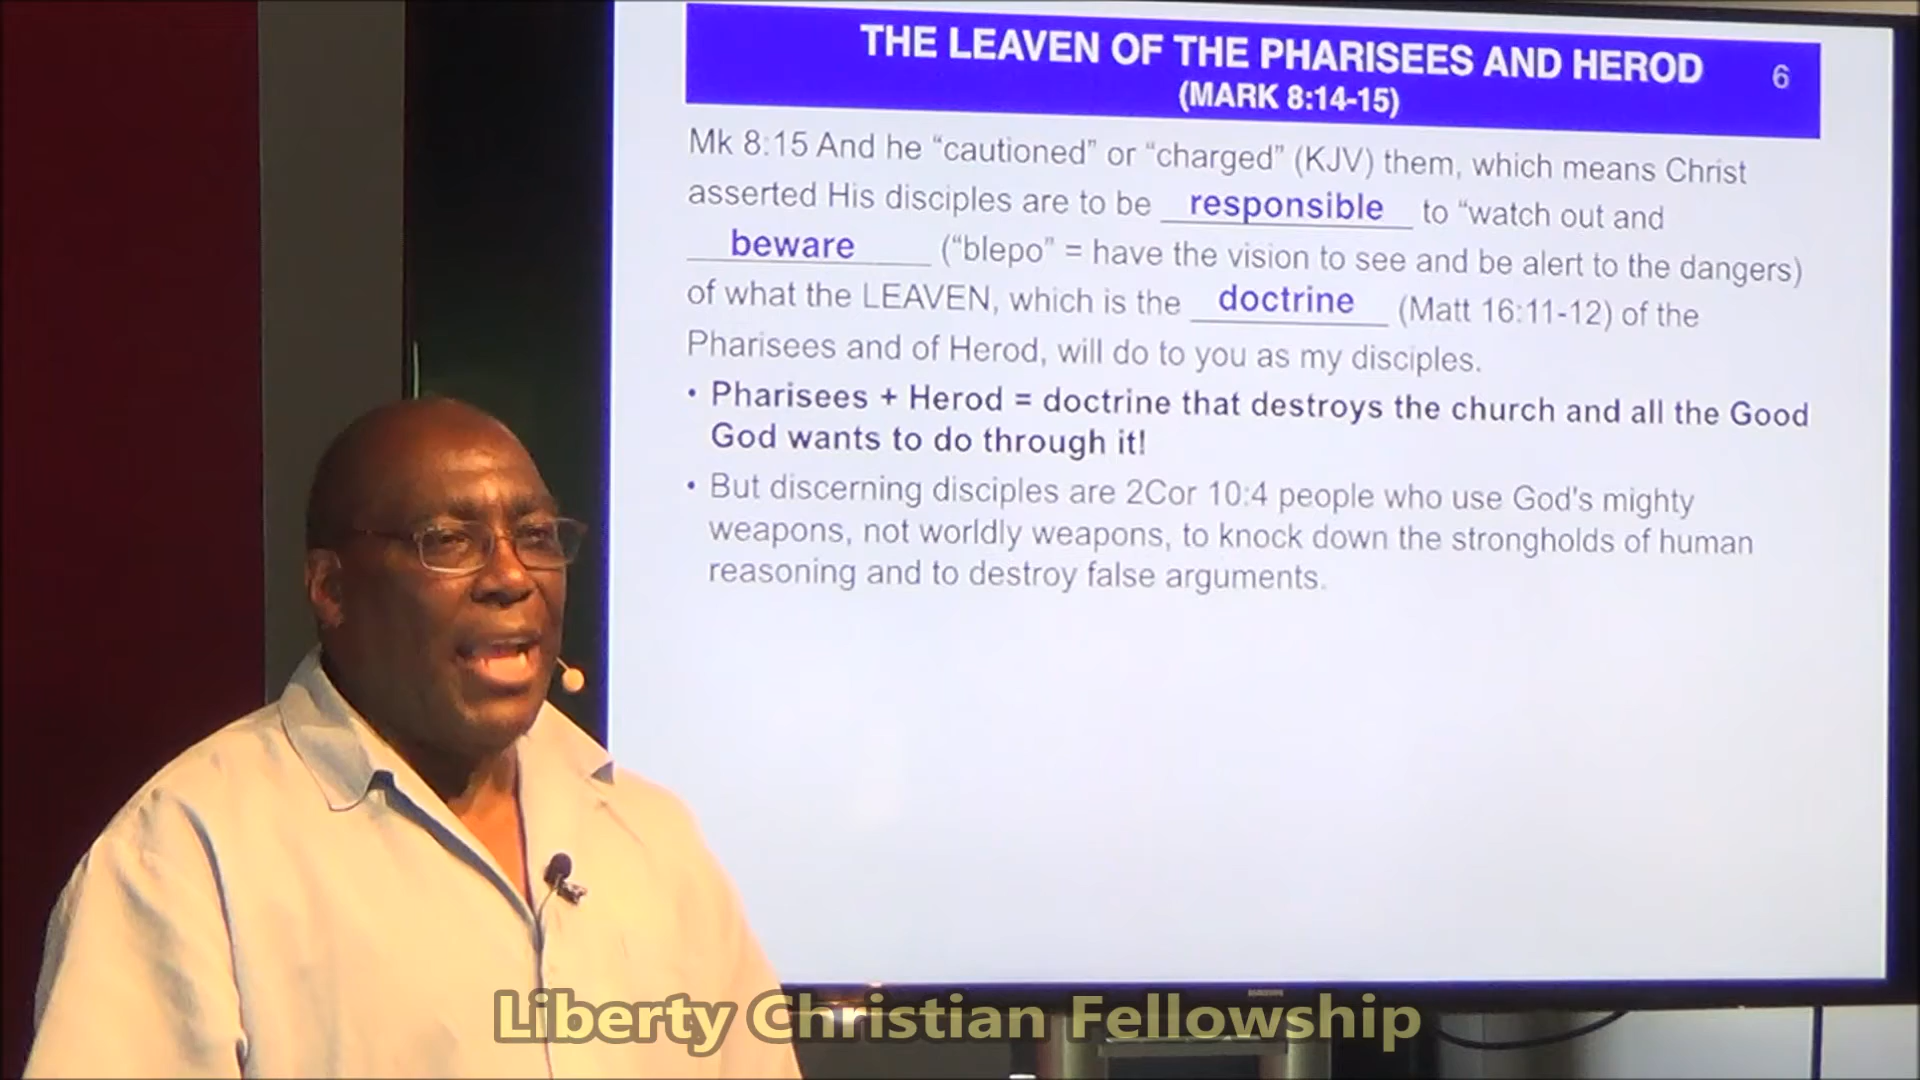 THE LEAVEN OF THE PHARISEES AND HEROD
6
(MARK 8:14-15)
Mk 8:15 And he “cautioned” or “charged” (KJV) them, which means Christ
asserted His disciples are to be responsible to “watch out and
beware (“blepo” = have the vision to see and be alert to the dangers)
of what the LEAVEN, which is the doctrine (Matt 16:11-12) of the
Pharisees and of Herod, will do to you as my disciples.
• Pharisees + Herod = doctrine that destroys the church and all the Good
God wants to do through it!
• But discerning disciples are 2Cor 10:4 people who use God's mighty
weapons, not worldly weapons, to knock down the strongholds of human
reasoning and to destroy false arguments.
SAMSUNG
Liberty Christian Fellowship